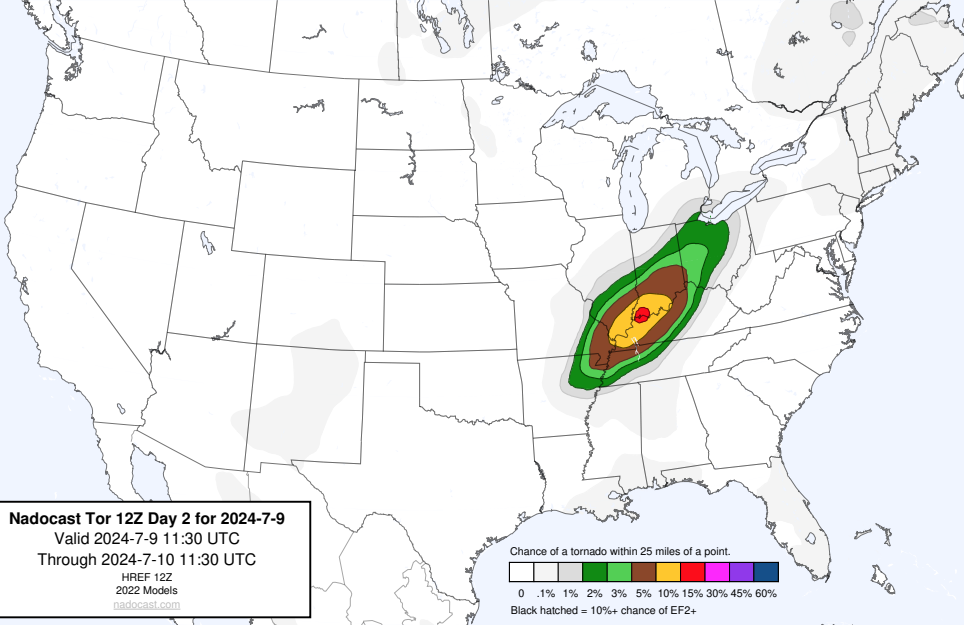 Nadocast Tor 12Z Day 2 for 2024-7-9
Valid 2024-7-9 11:30 UTC
Through 2024-7-10 11:30 UTC
HREF 12Z
2022 Models
nadocast.com
Chance of a tornado within 25 miles of a point.
0 .1% 1% 2% 3% 5% 10% 15% 30% 45% 60%
Black hatched = 10%+ chance of EF2+